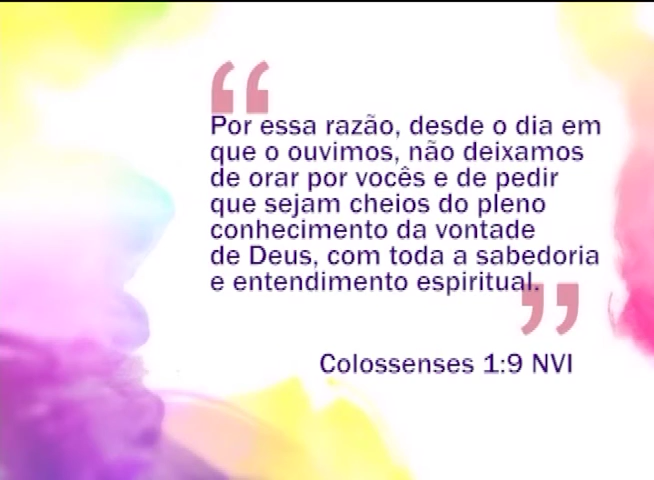 “
Por essa razão, desde o dia em
que o ouvimos, não deixamos
de orar por vocês e de pedir
que sejam cheios do pleno
conhecimento da vontade
de Deus, com toda a sabedoria
e entendimento espiritual.
”
Colossenses 1:9 NVI